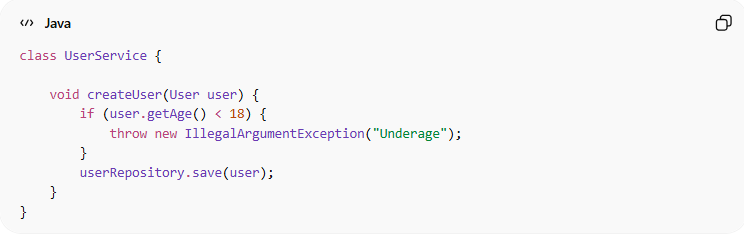 </> Java
class UserService {
void createUser(User user) {
if (user.getAge() < 18) {
throw new IllegalArgumentException("Underage");
}
userRepository.save(user);
}
}